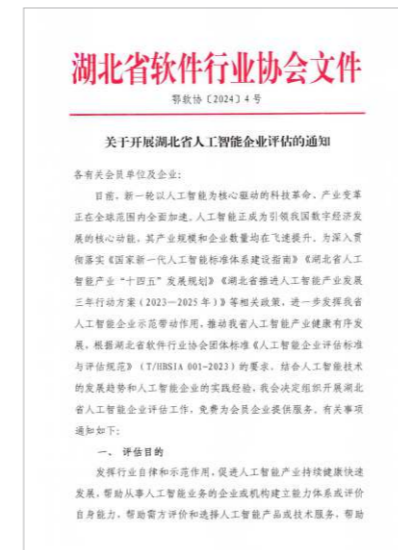 湖北省软件行业协会文件
鄂软协〔2024〕4号
关于开展湖北省人工智能企业评估的通知
各有关会员单位及企业：
目前，新一轮以人工智能为核心驱动的科技革命、产业变革
正在全球范围内全面加速，人工智能正成为引领我国数字经济发
展的核心动能，其产业规模和企业数量均在飞速提升。为深入贯
彻落实《国家新一代人工智能标准体系建设指南》《湖北省人工
智能产业“十四五”发展规划》《湖北省推进人工智能产业发展
三年行动方案（2023—2025年）》等相关政策，进一步发挥我省
人工智能企业示范带动作用，推动我省人工智能产业健康有序发
展，根据湖北省软件行业协会团体标准《人工智能企业评估标准
与评估规范》（T/HBSIA 001-2023）的要求，结合人工智能技术
的发展趋势和人工智能企业的实践经验，我会决定组织开展湖北
省人工智能企业评估工作，免费为会员企业提供服务。有关事项
通知如下：
一、评估目的
发挥行业自律和示范作用，促进人工智能产业持续健康快速
发展，帮助从事人工智能业务的企业或机构建立能力体系或评价
自身能力，帮助需方评价和选择人工智能产品或技术服务，帮助